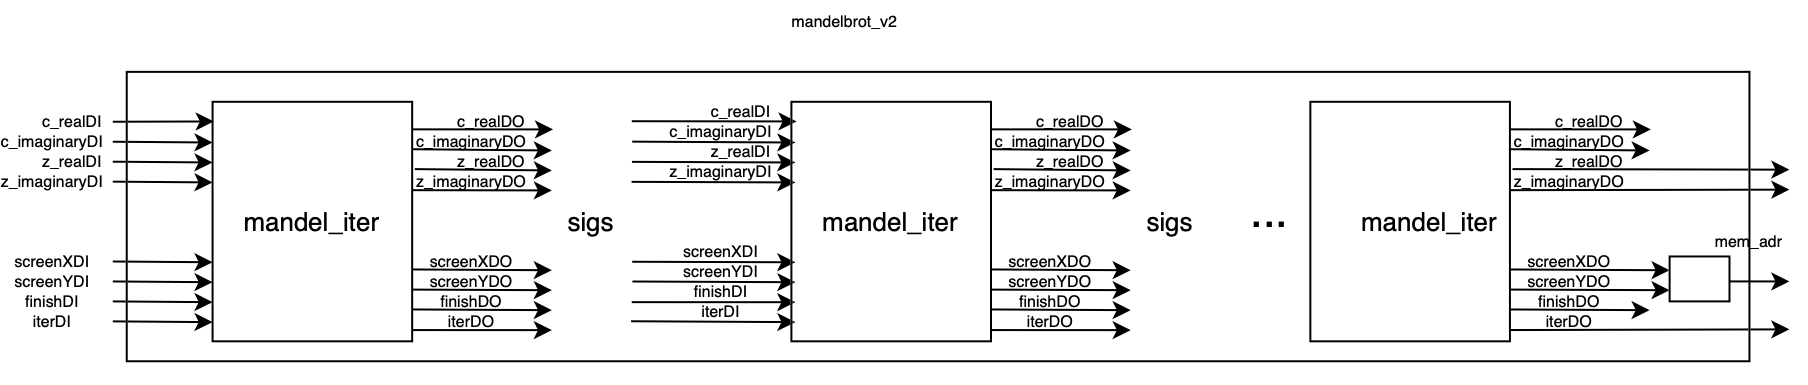 mandelbrot_v2
c_realDI
c_imaginaryDI
z_realDI
z_imaginaryDI
screenXDI
screenYDI
finishDI
iterDI
mandel_iter
c_realDO
c_imaginaryDO
z_realDO
z_imaginaryDO
screenXDO
screenYDO
finishDO
iterDO
sigs
c_realDI
c_imaginaryDI
z_realDI
z_imaginaryDI
screenXDI
screenYDI
finishDI
iterDI
mandel_iter
c_realDO
c_imaginaryDO
z_realDO
z_imaginaryDO
screenXDO
screenYDO
finishDO
iterDO
sigs
...
mandel_iter
c_realDO
c_imaginaryDO
z_realDO
z_imaginaryDO
screenXDO
screenYDO
finishDO
iterDO
mem_adr